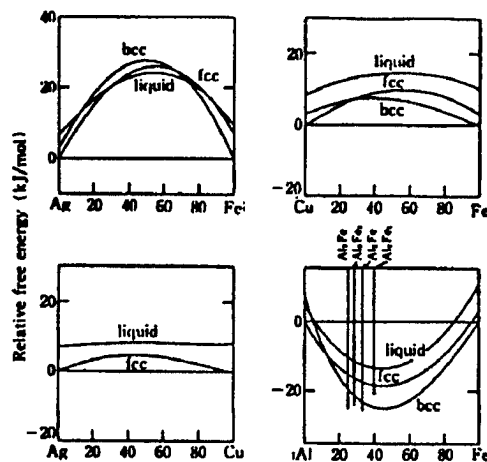 Relative free energy (kJ/mol)
40
20
0
bcc
fcc
liquid
Ag 20 40 60 80 Fe
20
0
−20
liquid
fcc
bcc
Cu 20 40 60 80 Fe
20
0
−20
liquid
fcc
Ag 20 40 60 80 Cu
0
−20
liquid
fcc
bcc
Al 20 40 60 80 Fe